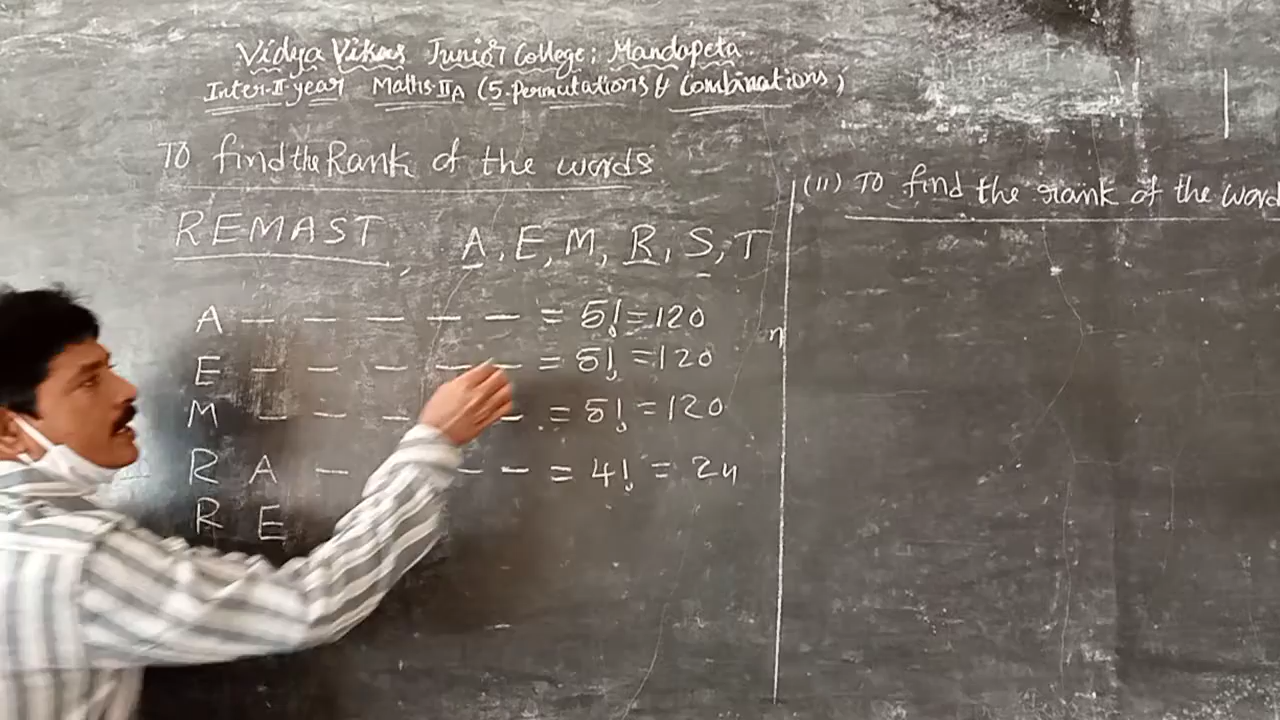 Vidya Vikas Junior College; Mandapeta.
Inter-II-year Maths IIA (5. Permutations & Combinations)
To find the Rank of the words
REMAST, A, E, M, R, S, T
A – – – – – = 5! = 120
E – – – – – = 5! = 120
M – – – – = 5! = 120
R A – – – = 4! = 24
R E
(ii) To find the rank of the word
n